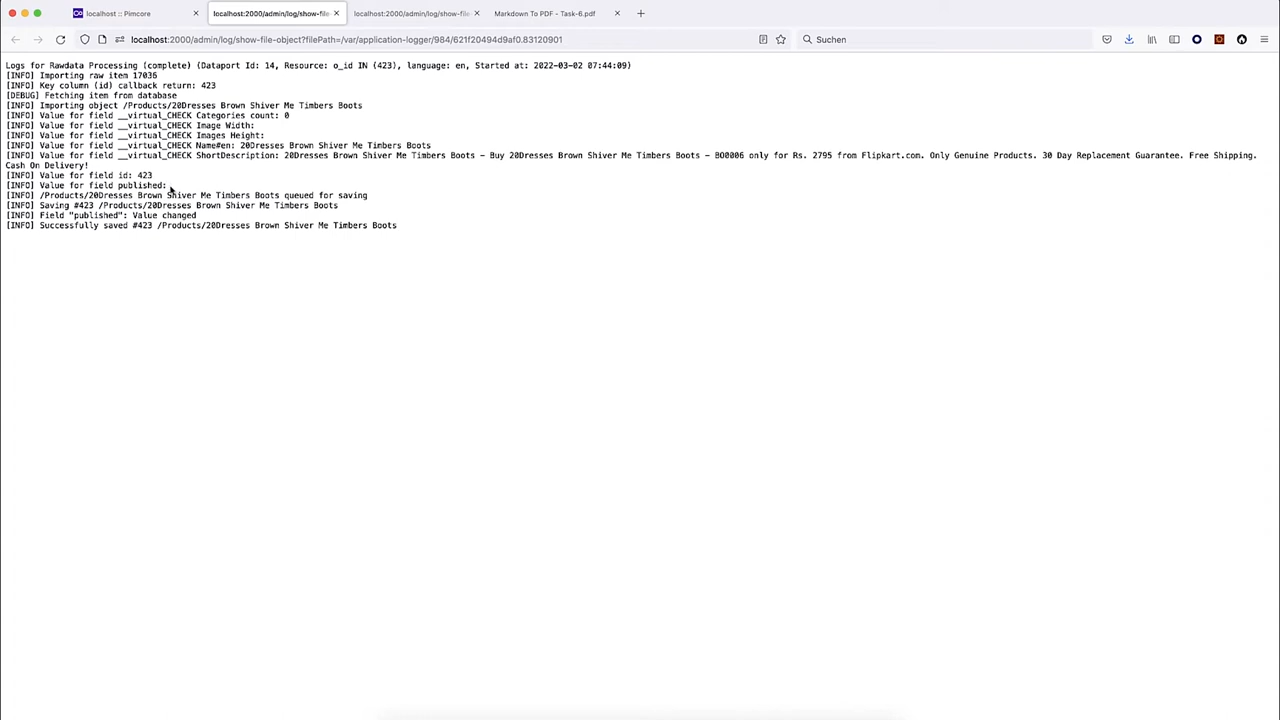 localhost :: Pimcore
localhost:2000/admin/log/show-file-
localhost:2000/admin/log/show-file-
Markdown To PDF - Task-6.pdf
localhost:2000/admin/log/show-file-object?filePath=/var/application-logger/984/621f20494d9af0.83120901
Suchen
Logs for Rawdata Processing (complete) (Dataport Id: 14, Resource: o_id IN (423), language: en, Started at: 2022-03-02 07:44:09)
[INFO] Importing raw item 17036
[INFO] Key column (id) callback return: 423
[DEBUG] Fetching item from database
[INFO] Importing object /Products/20Dresses Brown Shiver Me Timbers Boots
[INFO] Value for field __virtual_CHECK Categories count: 0
[INFO] Value for field __virtual_CHECK Image Width:
[INFO] Value for field __virtual_CHECK Images Height:
[INFO] Value for field __virtual_CHECK Name#en: 20Dresses Brown Shiver Me Timbers Boots
[INFO] Value for field __virtual_CHECK ShortDescription: 20Dresses Brown Shiver Me Timbers Boots - Buy 20Dresses Brown Shiver Me Timbers Boots - BO0006 only for Rs. 2795 from Flipkart.com. Only Genuine Products. 30 Day Replacement Guarantee. Free Shipping.
Cash On Delivery!
[INFO] Value for field id: 423
[INFO] Value for field published:
[INFO] /Products/20Dresses Brown Shiver Me Timbers Boots queued for saving
[INFO] Saving #423 /Products/20Dresses Brown Shiver Me Timbers Boots
[INFO] Field "published": Value changed
[INFO] Successfully saved #423 /Products/20Dresses Brown Shiver Me Timbers Boots